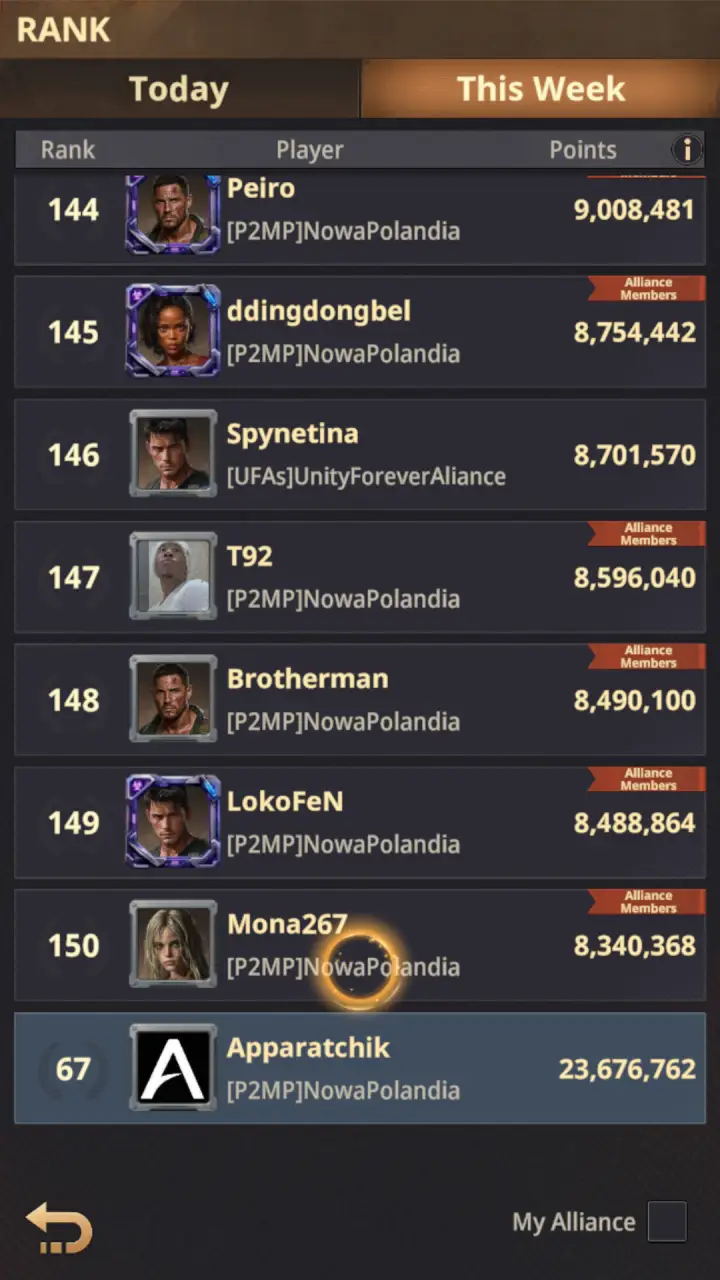 RANK
Today
This Week
Rank
Player
Points
i
144
Peiro
[P2MP]NowaPolandia
9,008,481
145
ddingdongbel
[P2MP]NowaPolandia
Alliance
Members
8,754,442
146
Spynetina
[UFAs]UnityForeverAliance
8,701,570
147
T92
[P2MP]NowaPolandia
Alliance
Members
8,596,040
148
Brotherman
[P2MP]NowaPolandia
Alliance
Members
8,490,100
149
LokoFeN
[P2MP]NowaPolandia
Alliance
Members
8,488,864
150
Mona267
[P2MP]NowaPolandia
Alliance
Members
8,340,368
67
A
Apparatchik
[P2MP]NowaPolandia
23,676,762
My Alliance